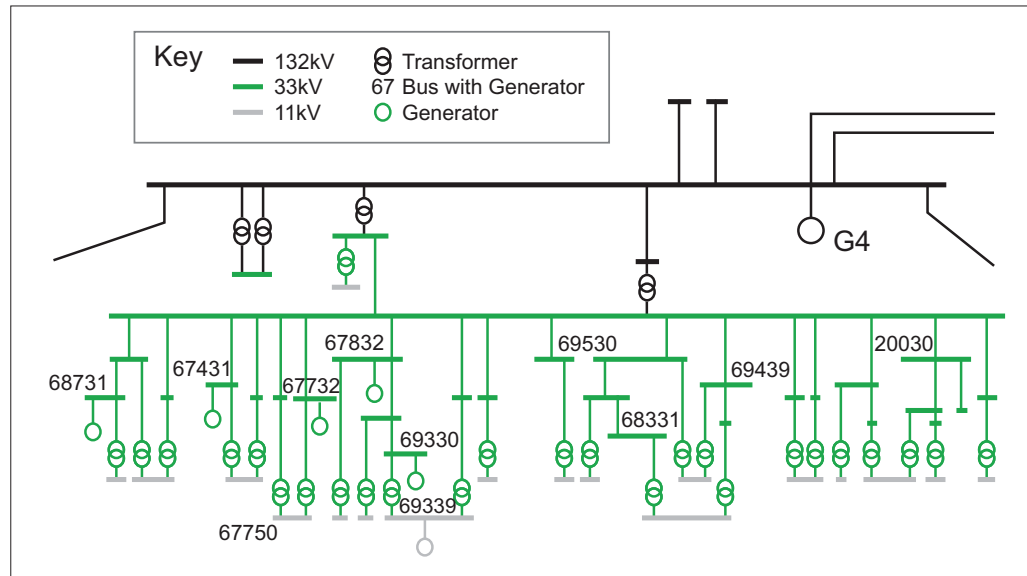 Key
132kV
Transformer
33kV
67 Bus with Generator
11kV
Generator
G4
67832
69530
20030
68731
67431
67732
69439
68331
69330
69339
67750